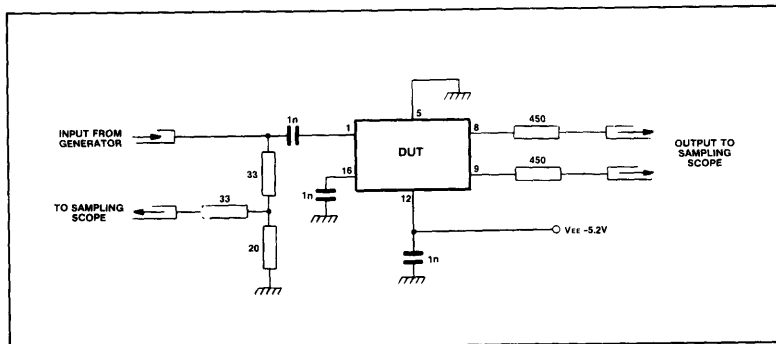 INPUT FROM
GENERATOR
1n
1
5
DUT
8
450
OUTPUT TO
SAMPLING
SCOPE
9
450
33
16
1n
12
TO SAMPLING
SCOPE
33
20
1n
VEE -5.2V